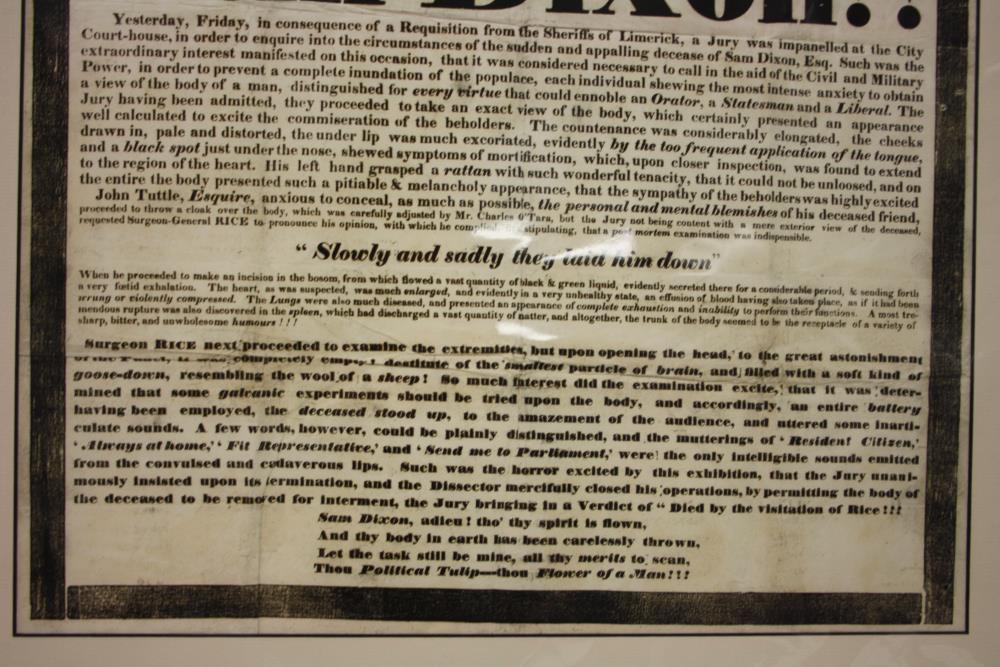 Sam Dixon!!
Yesterday, Friday, in consequence of a Requisition from the Sheriffs of Limerick, a Jury was impannelled at the City
Court-house, in order to enquire into the circumstances of the sudden and appalling decease of Sam Dixon, Esq. Such was the
extraordinary interest manifested on this occasion, that it was considered necessary to call in the aid of the Civil and Military
Power, in order to prevent a complete inundation of the populace, each individual shewing the most intense anxiety to obtain
a view of the body of a man, distinguished for every virtue that could ennoble an Orator, a Statesman and a Liberal. The
Jury having been admitted, they proceeded to take an exact view of the body, which certainly presented an appearance
well calculated to excite the commiseration of the beholders. The countenance was considerably elongated, the cheeks
drawn in, pale and distorted, the under lip was much excoriated, evidently by the too frequent application of the tongue,
and a black spot just under the nose, shewed symptoms of mortification, which, upon closer inspection, was found to extend
to the region of the heart. His left hand grasped a rattan with such wonderful tenacity, that it could not be unloosed, and on
the entire the body presented such a pitiable & melancholy appearance, that the sympathy of the beholders was highly excited
John Tuttle, Esquire, anxious to conceal, as much as possible, the personal and mental blemishes of his deceased friend,
proceeded to throw a cloak over the body, which was carefully adjusted by Mr. Charles O'Tara, but the Jury not being content with a mere exterior view of the deceased,
requested Surgeon-General RICE to pronounce his opinion, with which he stipulating, that a post mortem examination was indispensible.
“ Slowly and sadly they laid him down”
When he proceeded to make an incision in the bosom, from which flowed a vast quantity of black & green liquid, evidently secreted there for a considerable period, & sending forth
a very fœtid exhalation. The heart, as was suspected, was much enlarged, and evidently in a very unhealthy state, an effusion of blood having also taken place, as if it had been
wrung or violently compressed. The Lungs were also much diseased, and presented an appearance of complete exhaustion and inability to perform their functions. A most tre-
mendous rupture was also discovered in the spleen, which had discharged a vast quantity of matter, and altogether, the trunk of the body seemed to be the receptacle of a variety of
sharp, bitter, and unwholesome humours ! ! !
Surgeon RICE next proceeded to examine the extremities, but upon opening the head, to the great astonishment
of the it was completely empty! destitute of the smallest particle of brain, and filled with a soft kind of
goose-down, resembling the wool of a sheep! So much interest did the examination excite, that it was deter-
mined that some galvanic experiments should be tried upon the body, and accordingly, an entire battery
having been employed, the deceased stood up, to the amazement of the audience, and uttered some inarti-
culate sounds. A few words, however, could be plainly distinguished, and the mutterings of ‘ Resident Citizen,’
‘ Always at home,’ ‘ Fit Representative,’ and ‘ Send me to Parliament,’ were the only intelligible sounds emitted
from the convulsed and cadaverous lips. Such was the horror excited by this exhibition, that the Jury unani-
mously insisted upon its termination, and the Dissector mercifully closed his operations, by permitting the body of
the deceased to be removed for interment, the Jury bringing in a Verdict of “ Died by the visitation of Rice!!!
Sam Dixon, adieu! tho' thy spirit is flown,
And thy body in earth has been carelessly thrown,
Let the task still be mine, all thy merits to scan,
Thou Political Tulip—thou Flower of a Man!!!